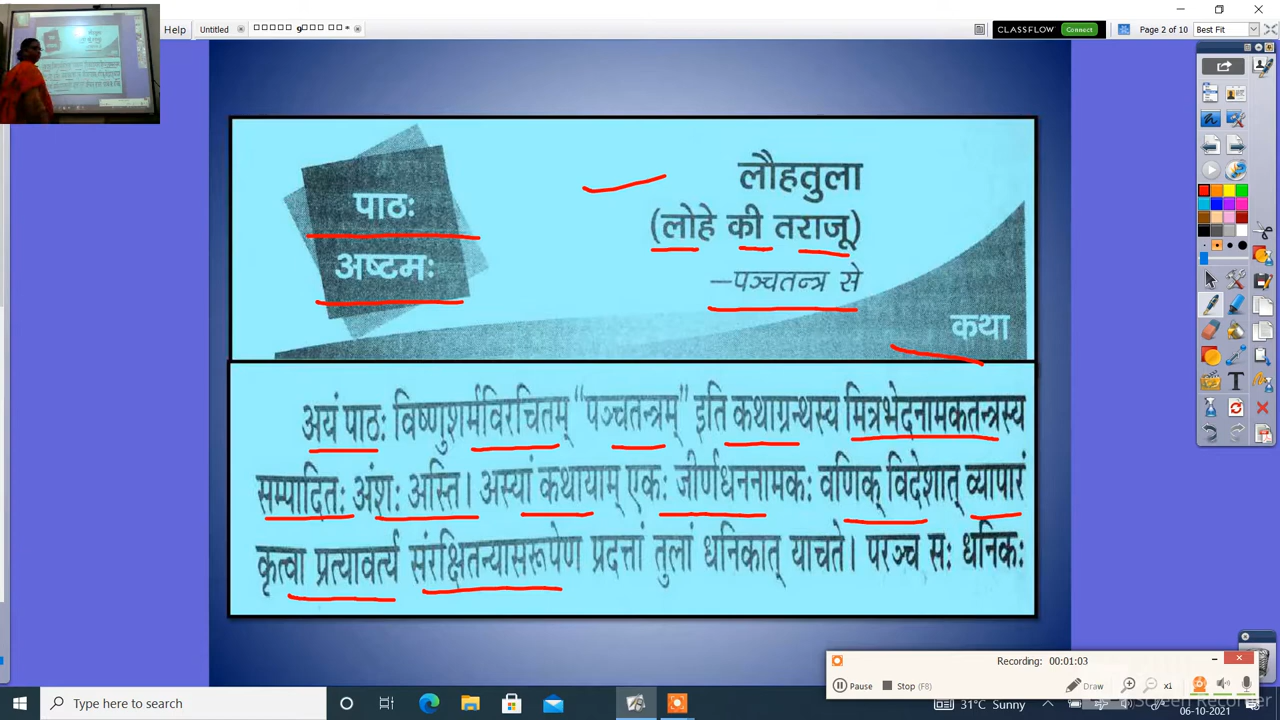 Help
Untitled
CLASSFLOW Connect
Page 2 of 10
Best Fit
पाठः
अष्टमः
लौहतुला
(लोहे की तराजू)
—पञ्चतन्त्र से
कथा
अयं पाठः विष्णुशर्मविरचितम् "पञ्चतन्त्रम्" इति कथाग्रन्थस्य मित्रभेदनामकतन्त्रस्य
सम्पादितः अंशः अस्ति। अस्यां कथायाम् एकः जीर्णधननामकः वणिक् विदेशात् व्यापारं
कृत्वा प्रत्यावर्त्य संरक्षितन्यासरूपेण प्रदत्तां तुलां धनिकात् याचते। परञ्च सः धनिकः
Recording: 00:01:03
Pause Stop (F8) Draw x1
Type here to search
31°C Sunny
06-10-2021